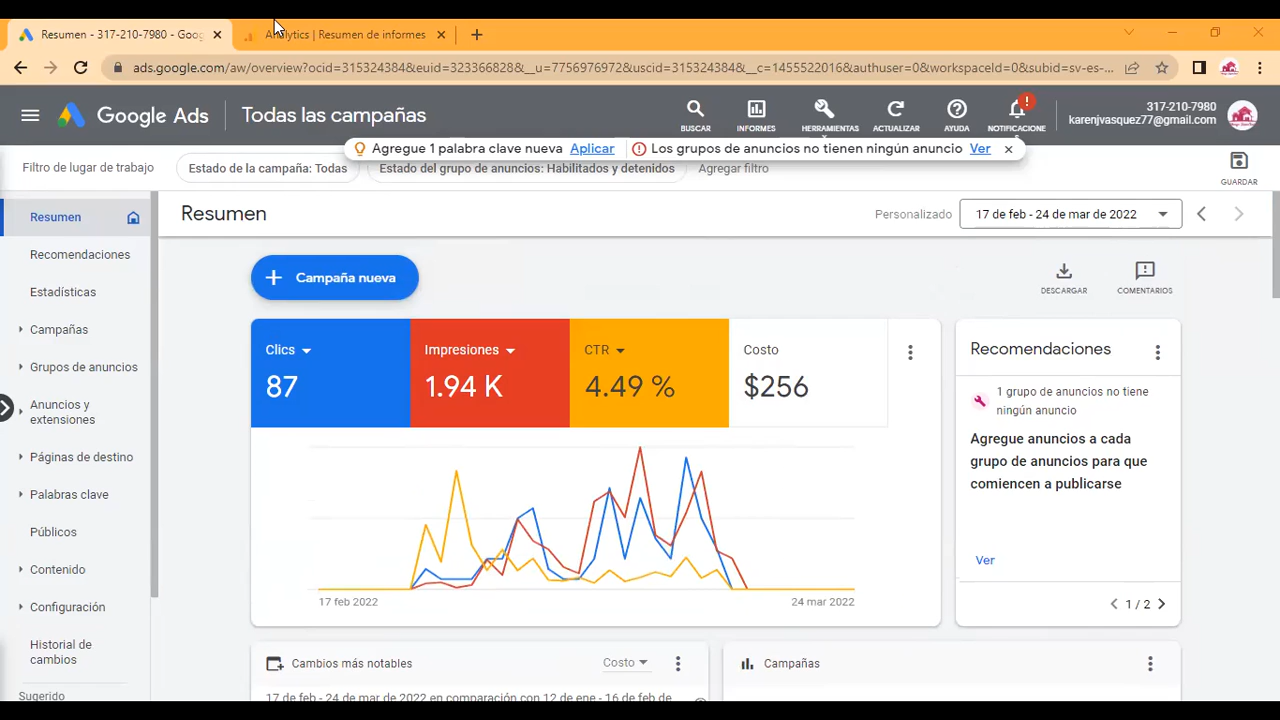 Resumen - 317-210-7980 - Goog
Analytics | Resumen de informes
ads.google.com/aw/overview?ocid=315324384&euid=323366828&__u=7756976972&uscid=315324384&__c=1455522016&authuser=0&workspaceId=0&subid=sv-es-...
Google Ads
Todas las campañas
BUSCAR
INFORMES
HERRAMIENTAS
ACTUALIZAR
AYUDA
NOTIFICACIONE
317-210-7980
karenjvasquez77@gmail.com
Agregue 1 palabra clave nueva Aplicar
Los grupos de anuncios no tienen ningún anuncio Ver
Filtro de lugar de trabajo
Estado de la campaña: Todas
Estado del grupo de anuncios: Habilitados y detenidos
Agregar filtro
GUARDAR
Resumen
Recomendaciones
Estadísticas
Campañas
Grupos de anuncios
Anuncios y
extensiones
Páginas de destino
Palabras clave
Públicos
Contenido
Configuración
Historial de
cambios
Sugerido
Resumen
Personalizado
17 de feb - 24 de mar de 2022
+ Campaña nueva
DESCARGAR
COMENTARIOS
Clics
87
Impresiones
1.94 K
CTR
4.49 %
Costo
$256
17 feb 2022
24 mar 2022
Recomendaciones
1 grupo de anuncios no tiene
ningún anuncio
Agregue anuncios a cada
grupo de anuncios para que
comiencen a publicarse
Ver
1 / 2
Cambios más notables
Costo
17 de feb - 24 de mar de 2022 en comparación con 12 de ene - 16 de feb de
Campañas